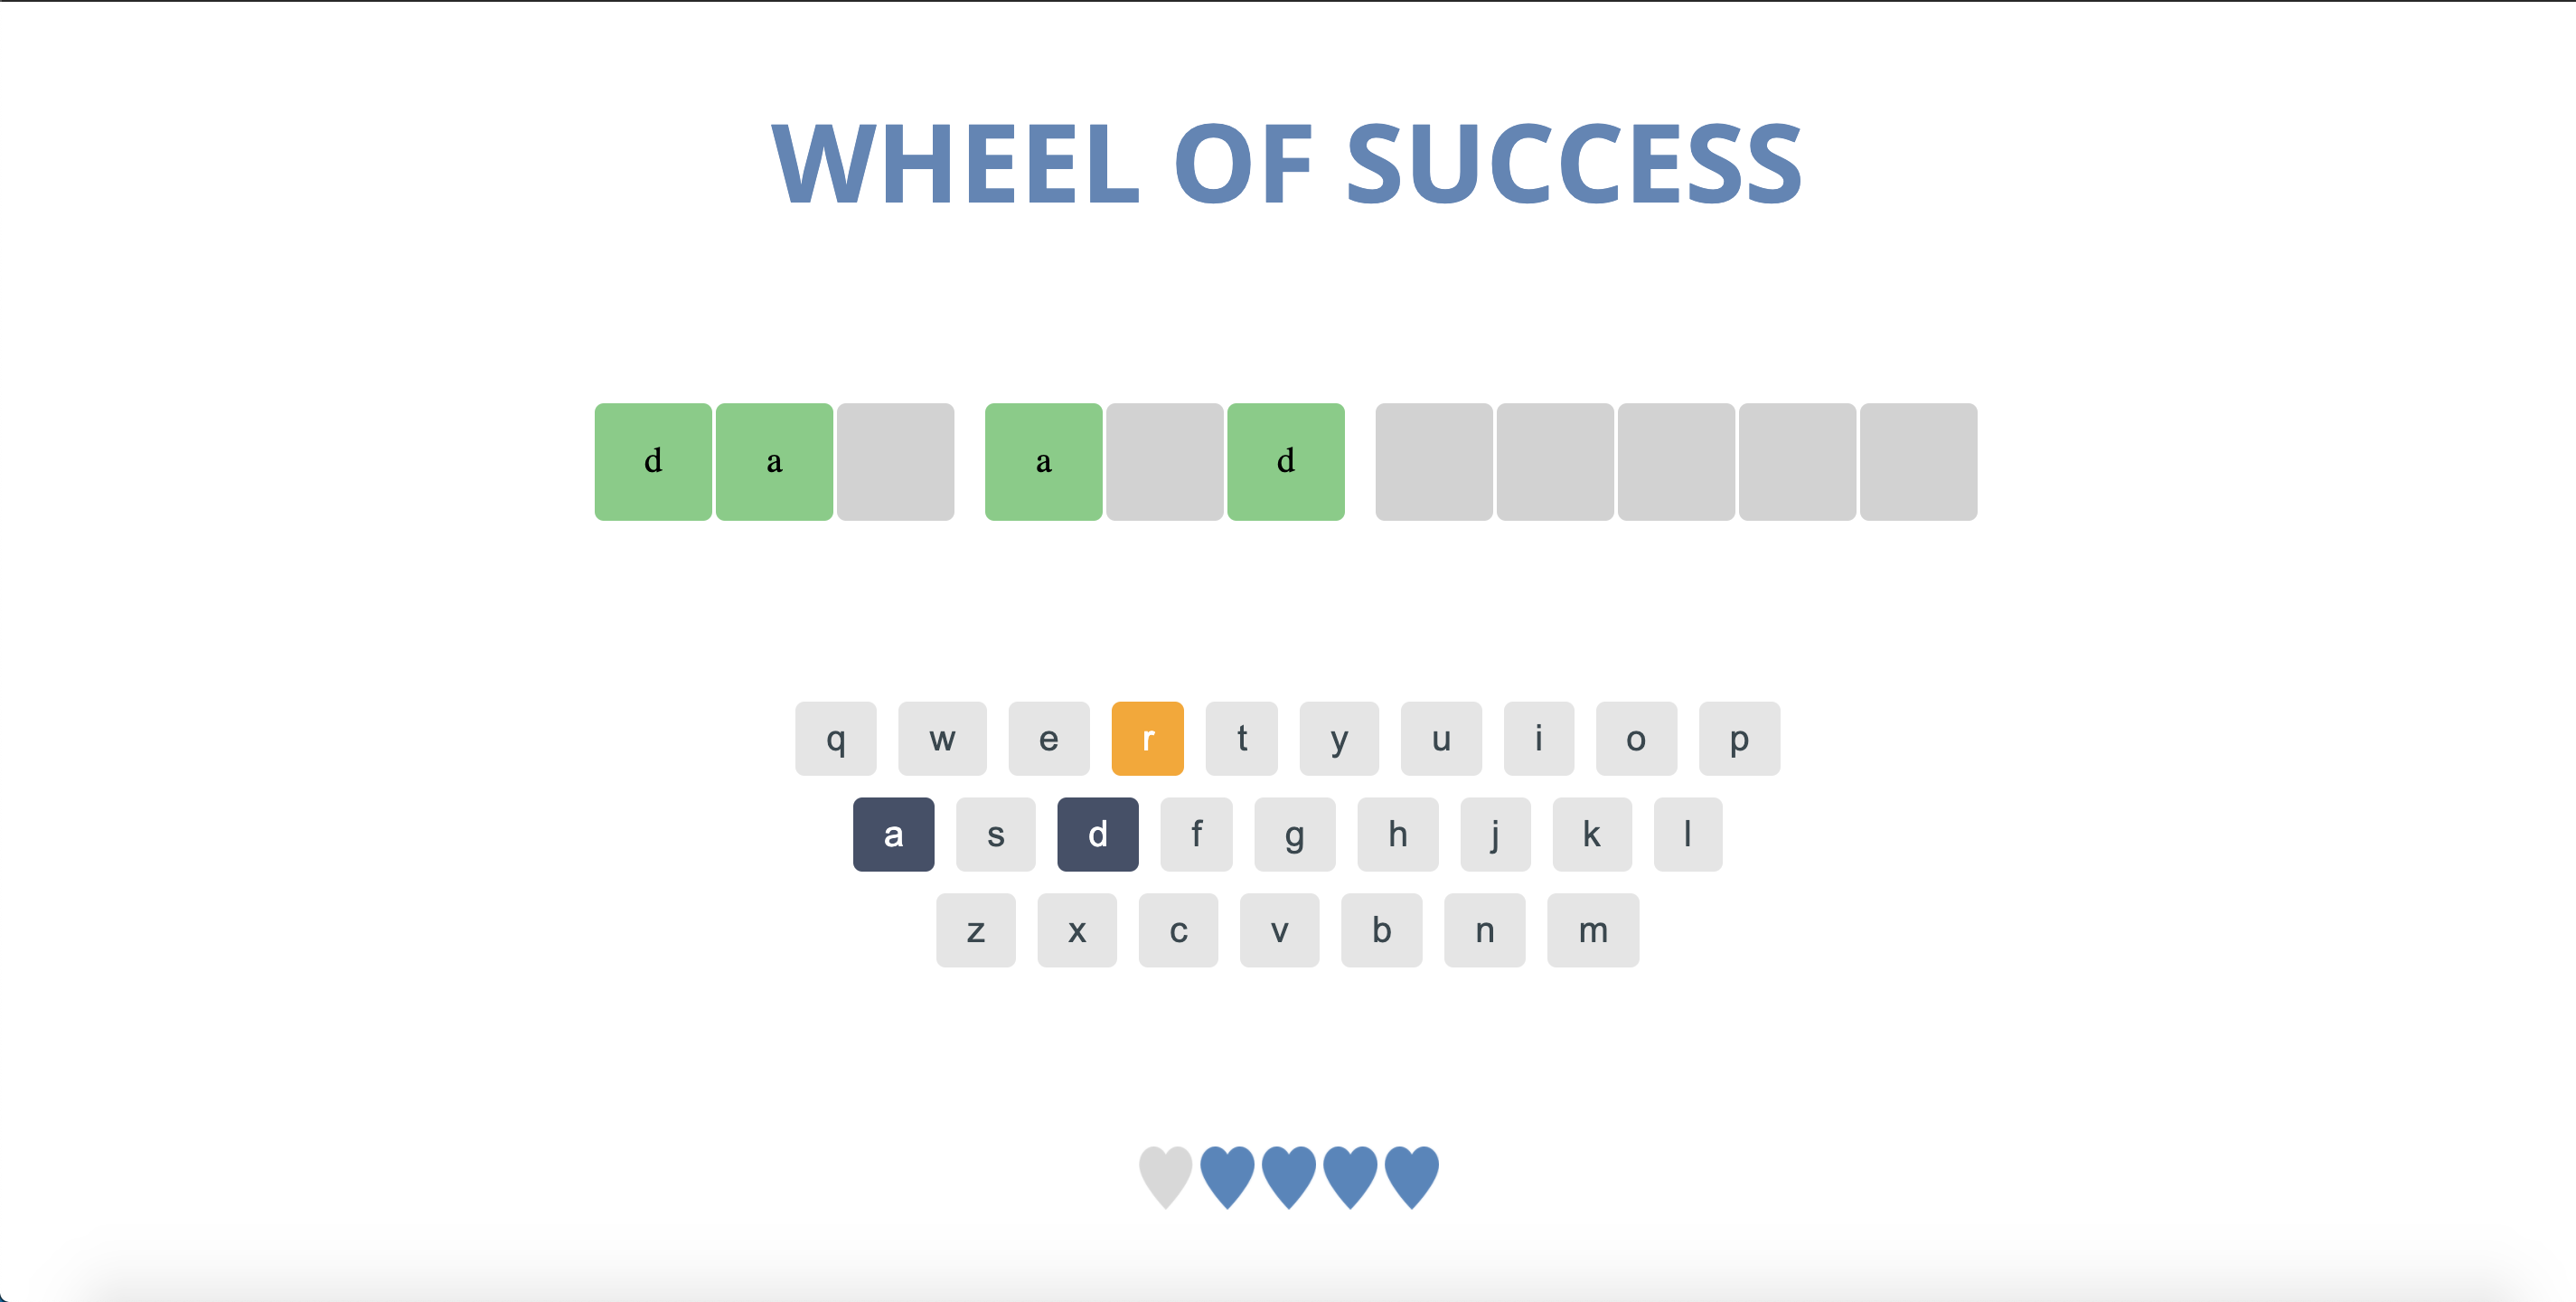 WHEEL OF SUCCESS
d a a d
q w e r t y u i o p
a s d f g h j k l
z x c v b n m